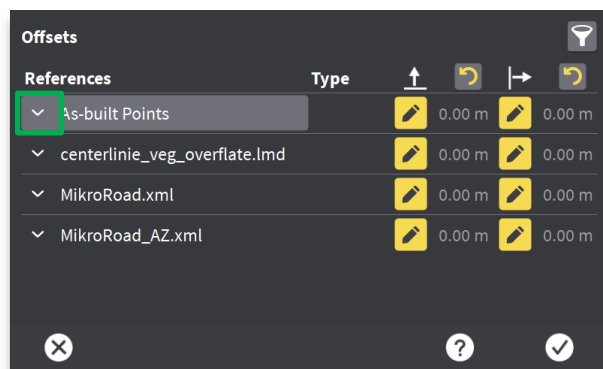 Offsets
References Type
As-built Points 0.00 m 0.00 m
centerlinie_veg_overflate.lmd 0.00 m 0.00 m
MikroRoad.xml 0.00 m 0.00 m
MikroRoad_AZ.xml 0.00 m 0.00 m
?